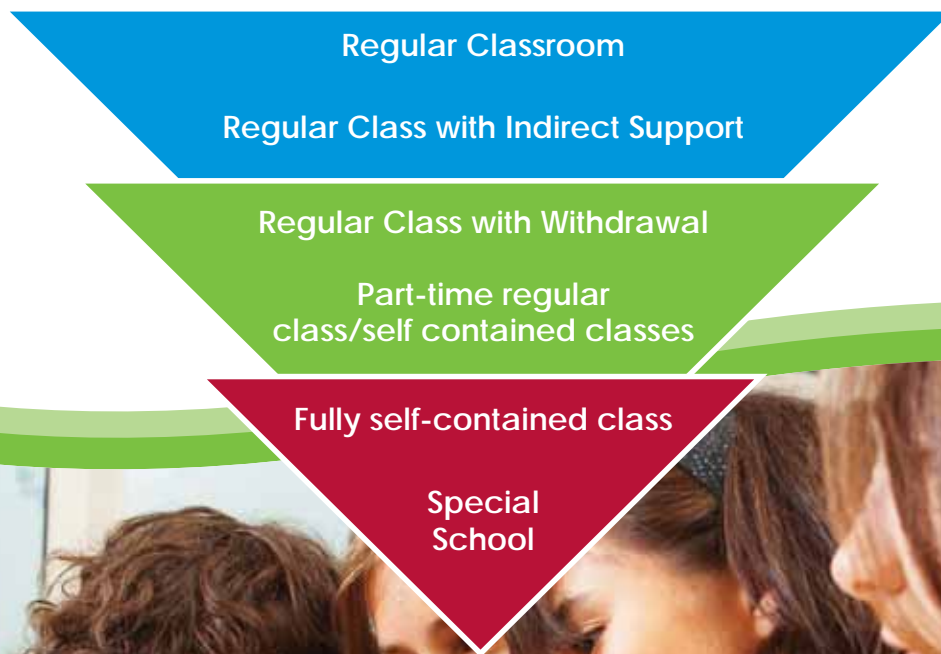 Regular Classroom
Regular Class with Indirect Support
Regular Class with Withdrawal
Part-time regular
class/self contained classes
Fully self-contained class
Special
School